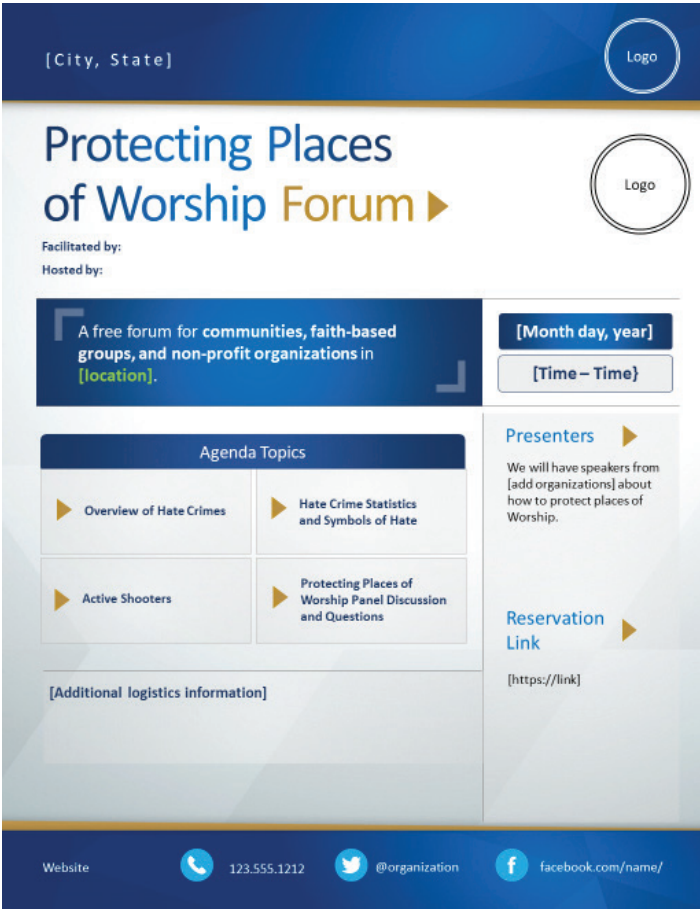 [City, State]
Logo
Protecting Places
of Worship Forum
Logo
Facilitated by:
Hosted by:
A free forum for communities, faith-based
groups, and non-profit organizations in
[location].
[Month day, year]
[Time – Time}
Agenda Topics
Overview of Hate Crimes
Hate Crime Statistics
and Symbols of Hate
Active Shooters
Protecting Places of
Worship Panel Discussion
and Questions
Presenters
We will have speakers from
[add organizations] about
how to protect places of
Worship.
Reservation
Link
[https://link]
[Additional logistics information]
Website
123.555.1212
@organization
facebook.com/name/